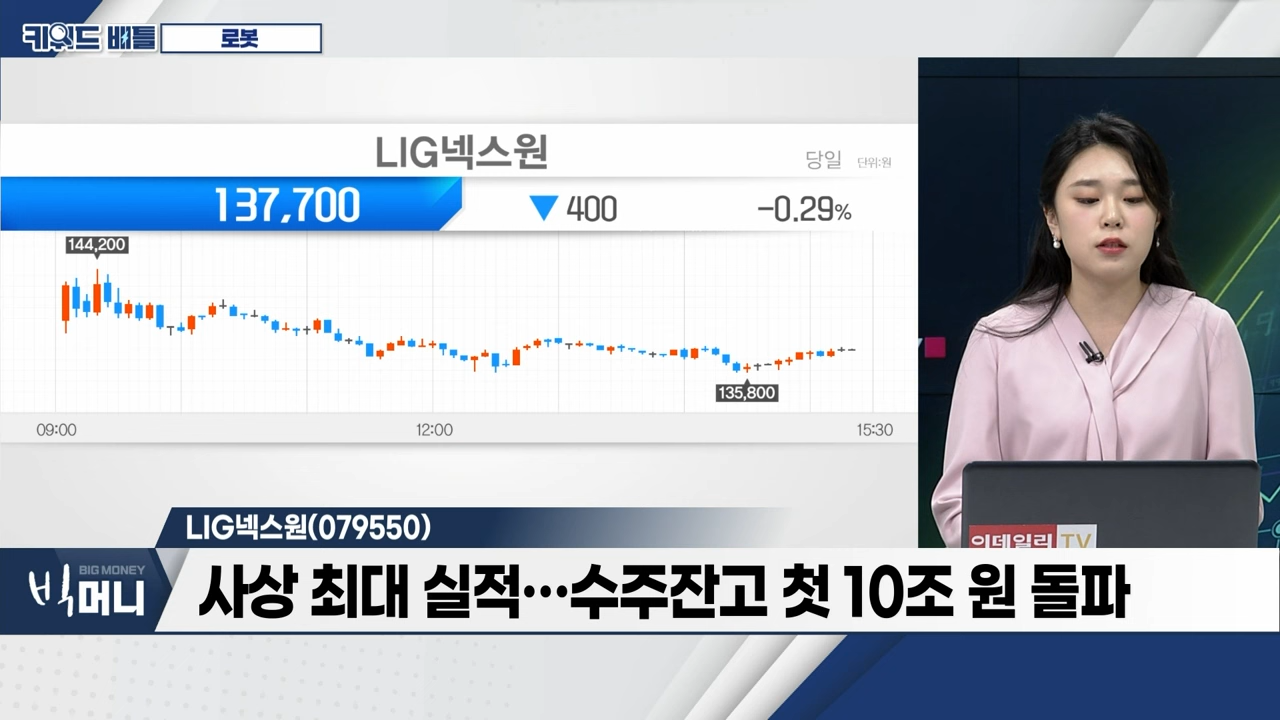 키워드 배틀
로봇
LIG넥스원
당일 단위:원
137,700 ▼400 -0.29%
144,200
135,800
09:00 12:00 15:30
LIG넥스원(079550)
BIG MONEY
빅머니
사상 최대 실적…수주잔고 첫 10조 원 돌파
이데일리 TV